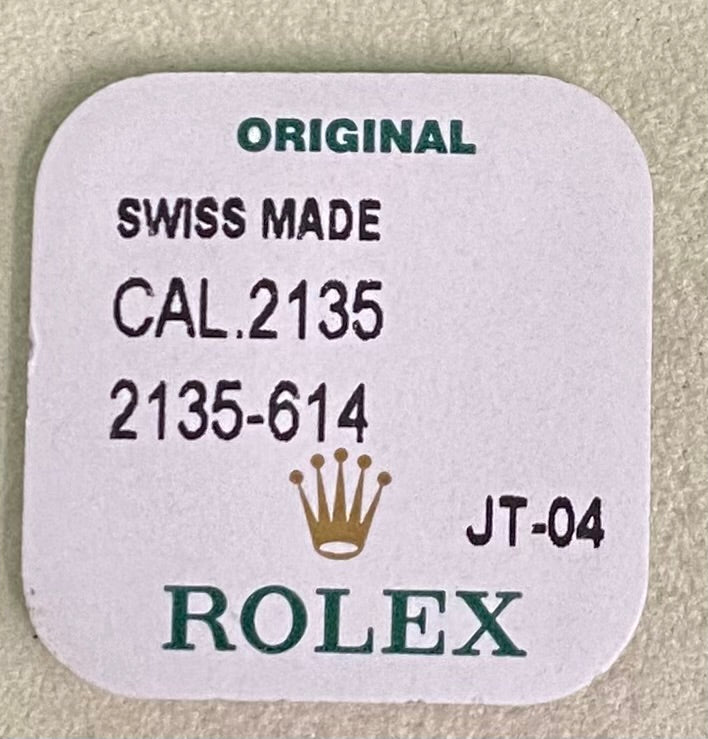 ORIGINAL
SWISS MADE
CAL.2135
2135-614
JT-04
ROLEX